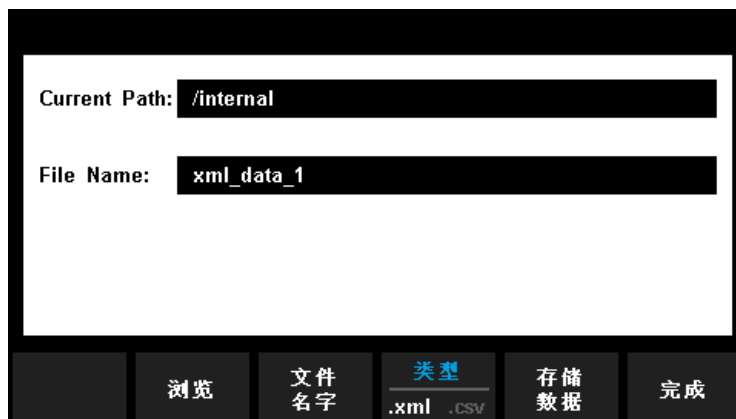 Current Path: /internal
File Name: xml_data_1
浏览
文件
名字
类型
.xml .csv
存储
数据
完成